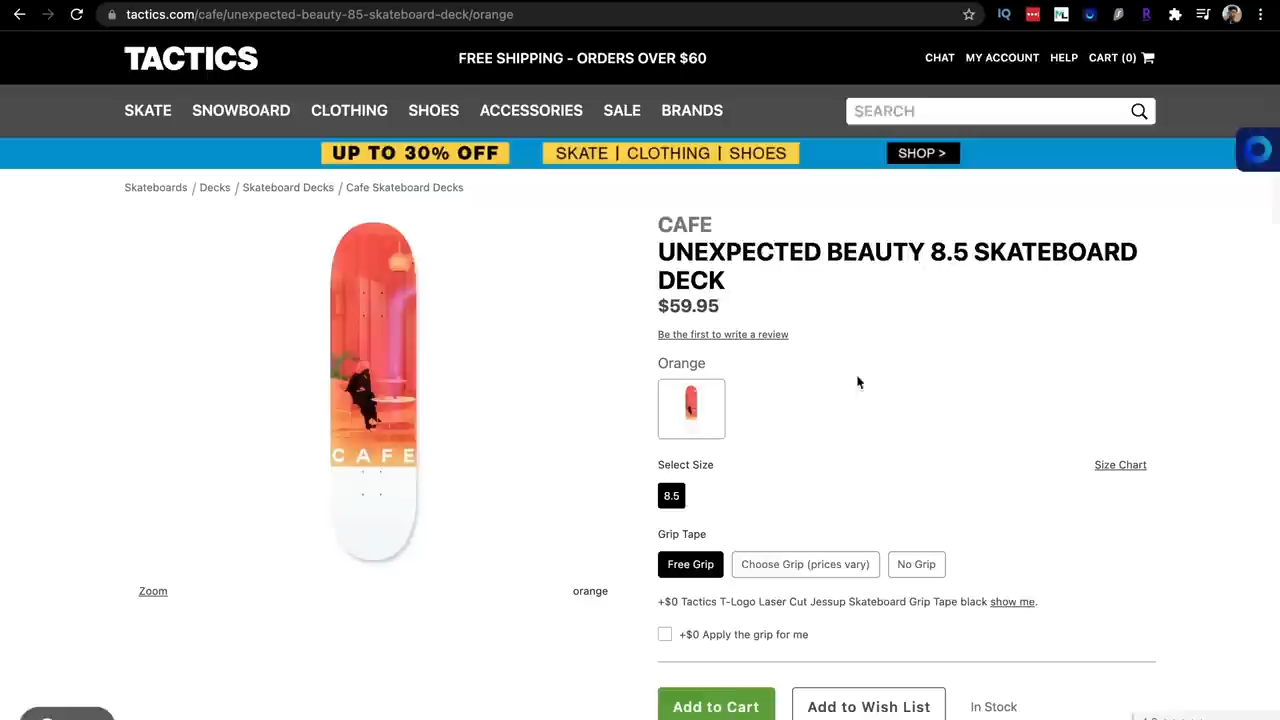 tactics.com/cafe/unexpected-beauty-85-skateboard-deck/orange
TACTICS
FREE SHIPPING - ORDERS OVER $60
CHAT MY ACCOUNT HELP CART (0)
SKATE SNOWBOARD CLOTHING SHOES ACCESSORIES SALE BRANDS
SEARCH
UP TO 30% OFF SKATE | CLOTHING | SHOES SHOP >
Skateboards / Decks / Skateboard Decks / Cafe Skateboard Decks
CAFE
UNEXPECTED BEAUTY 8.5 SKATEBOARD
DECK
$59.95
Be the first to write a review
Orange
CAFE
Select Size Size Chart
8.5
Grip Tape
Free Grip Choose Grip (prices vary) No Grip
Zoom orange
+$0 Tactics T-Logo Laser Cut Jessup Skateboard Grip Tape black show me.
+$0 Apply the grip for me
Add to Cart Add to Wish List In Stock